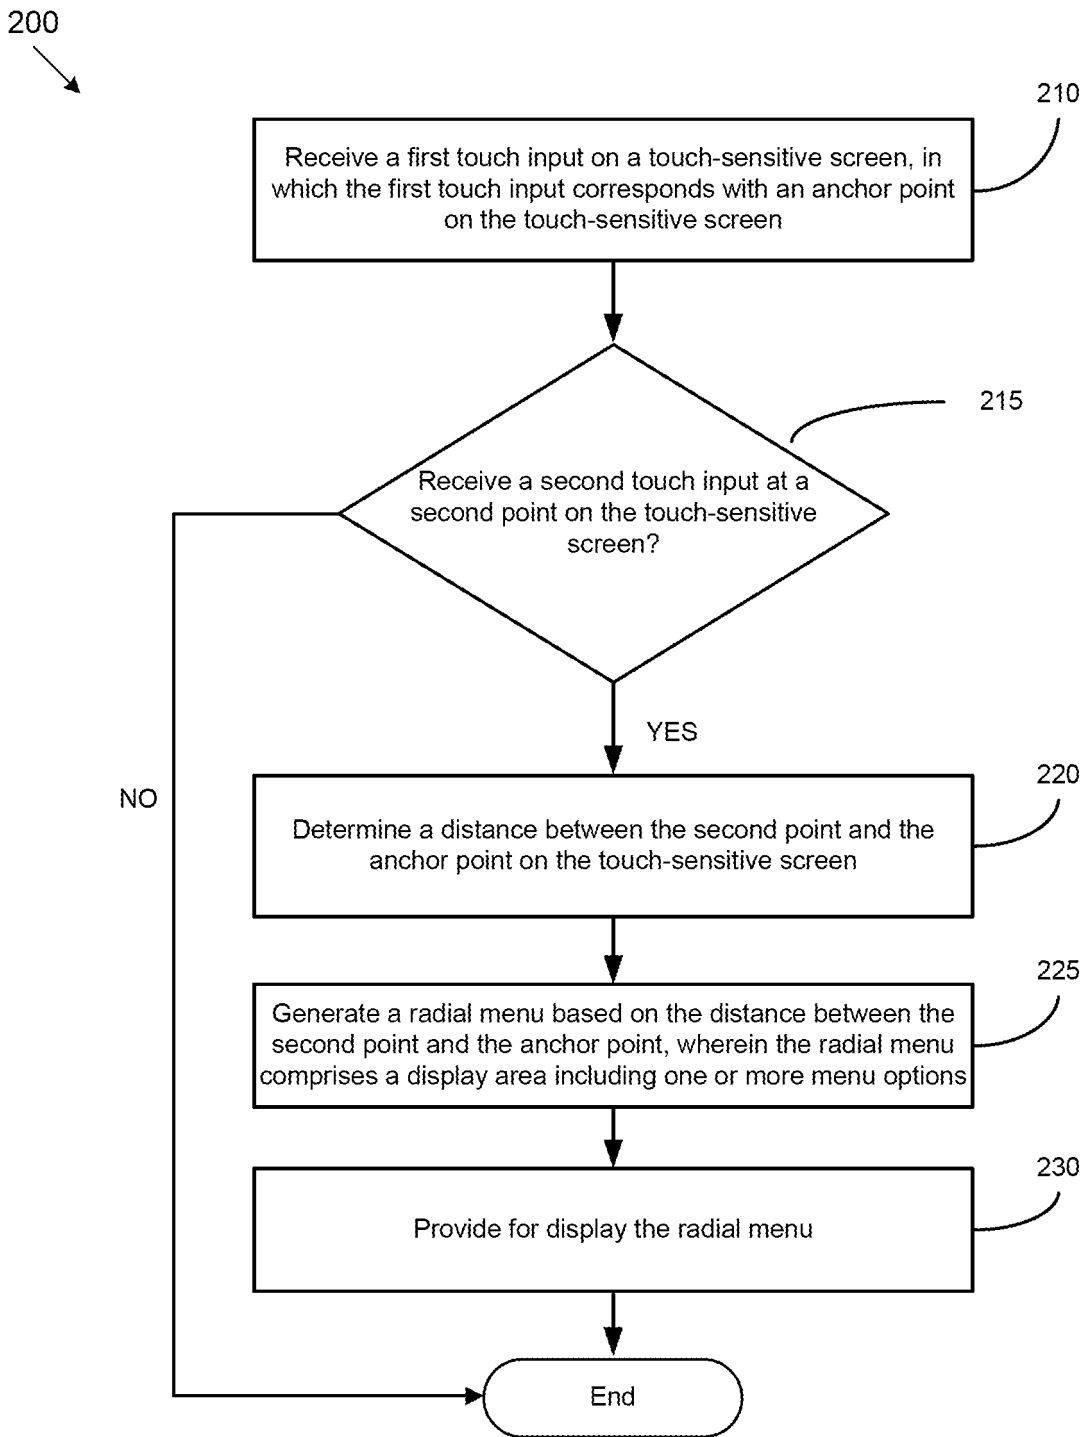 200
210
Receive a first touch input on a touch-sensitive screen, in
which the first touch input corresponds with an anchor point
on the touch-sensitive screen
215
Receive a second touch input at a
second point on the touch-sensitive
screen?
YES
NO
220
Determine a distance between the second point and the
anchor point on the touch-sensitive screen
225
Generate a radial menu based on the distance between the
second point and the anchor point, wherein the radial menu
comprises a display area including one or more menu options
230
Provide for display the radial menu
End